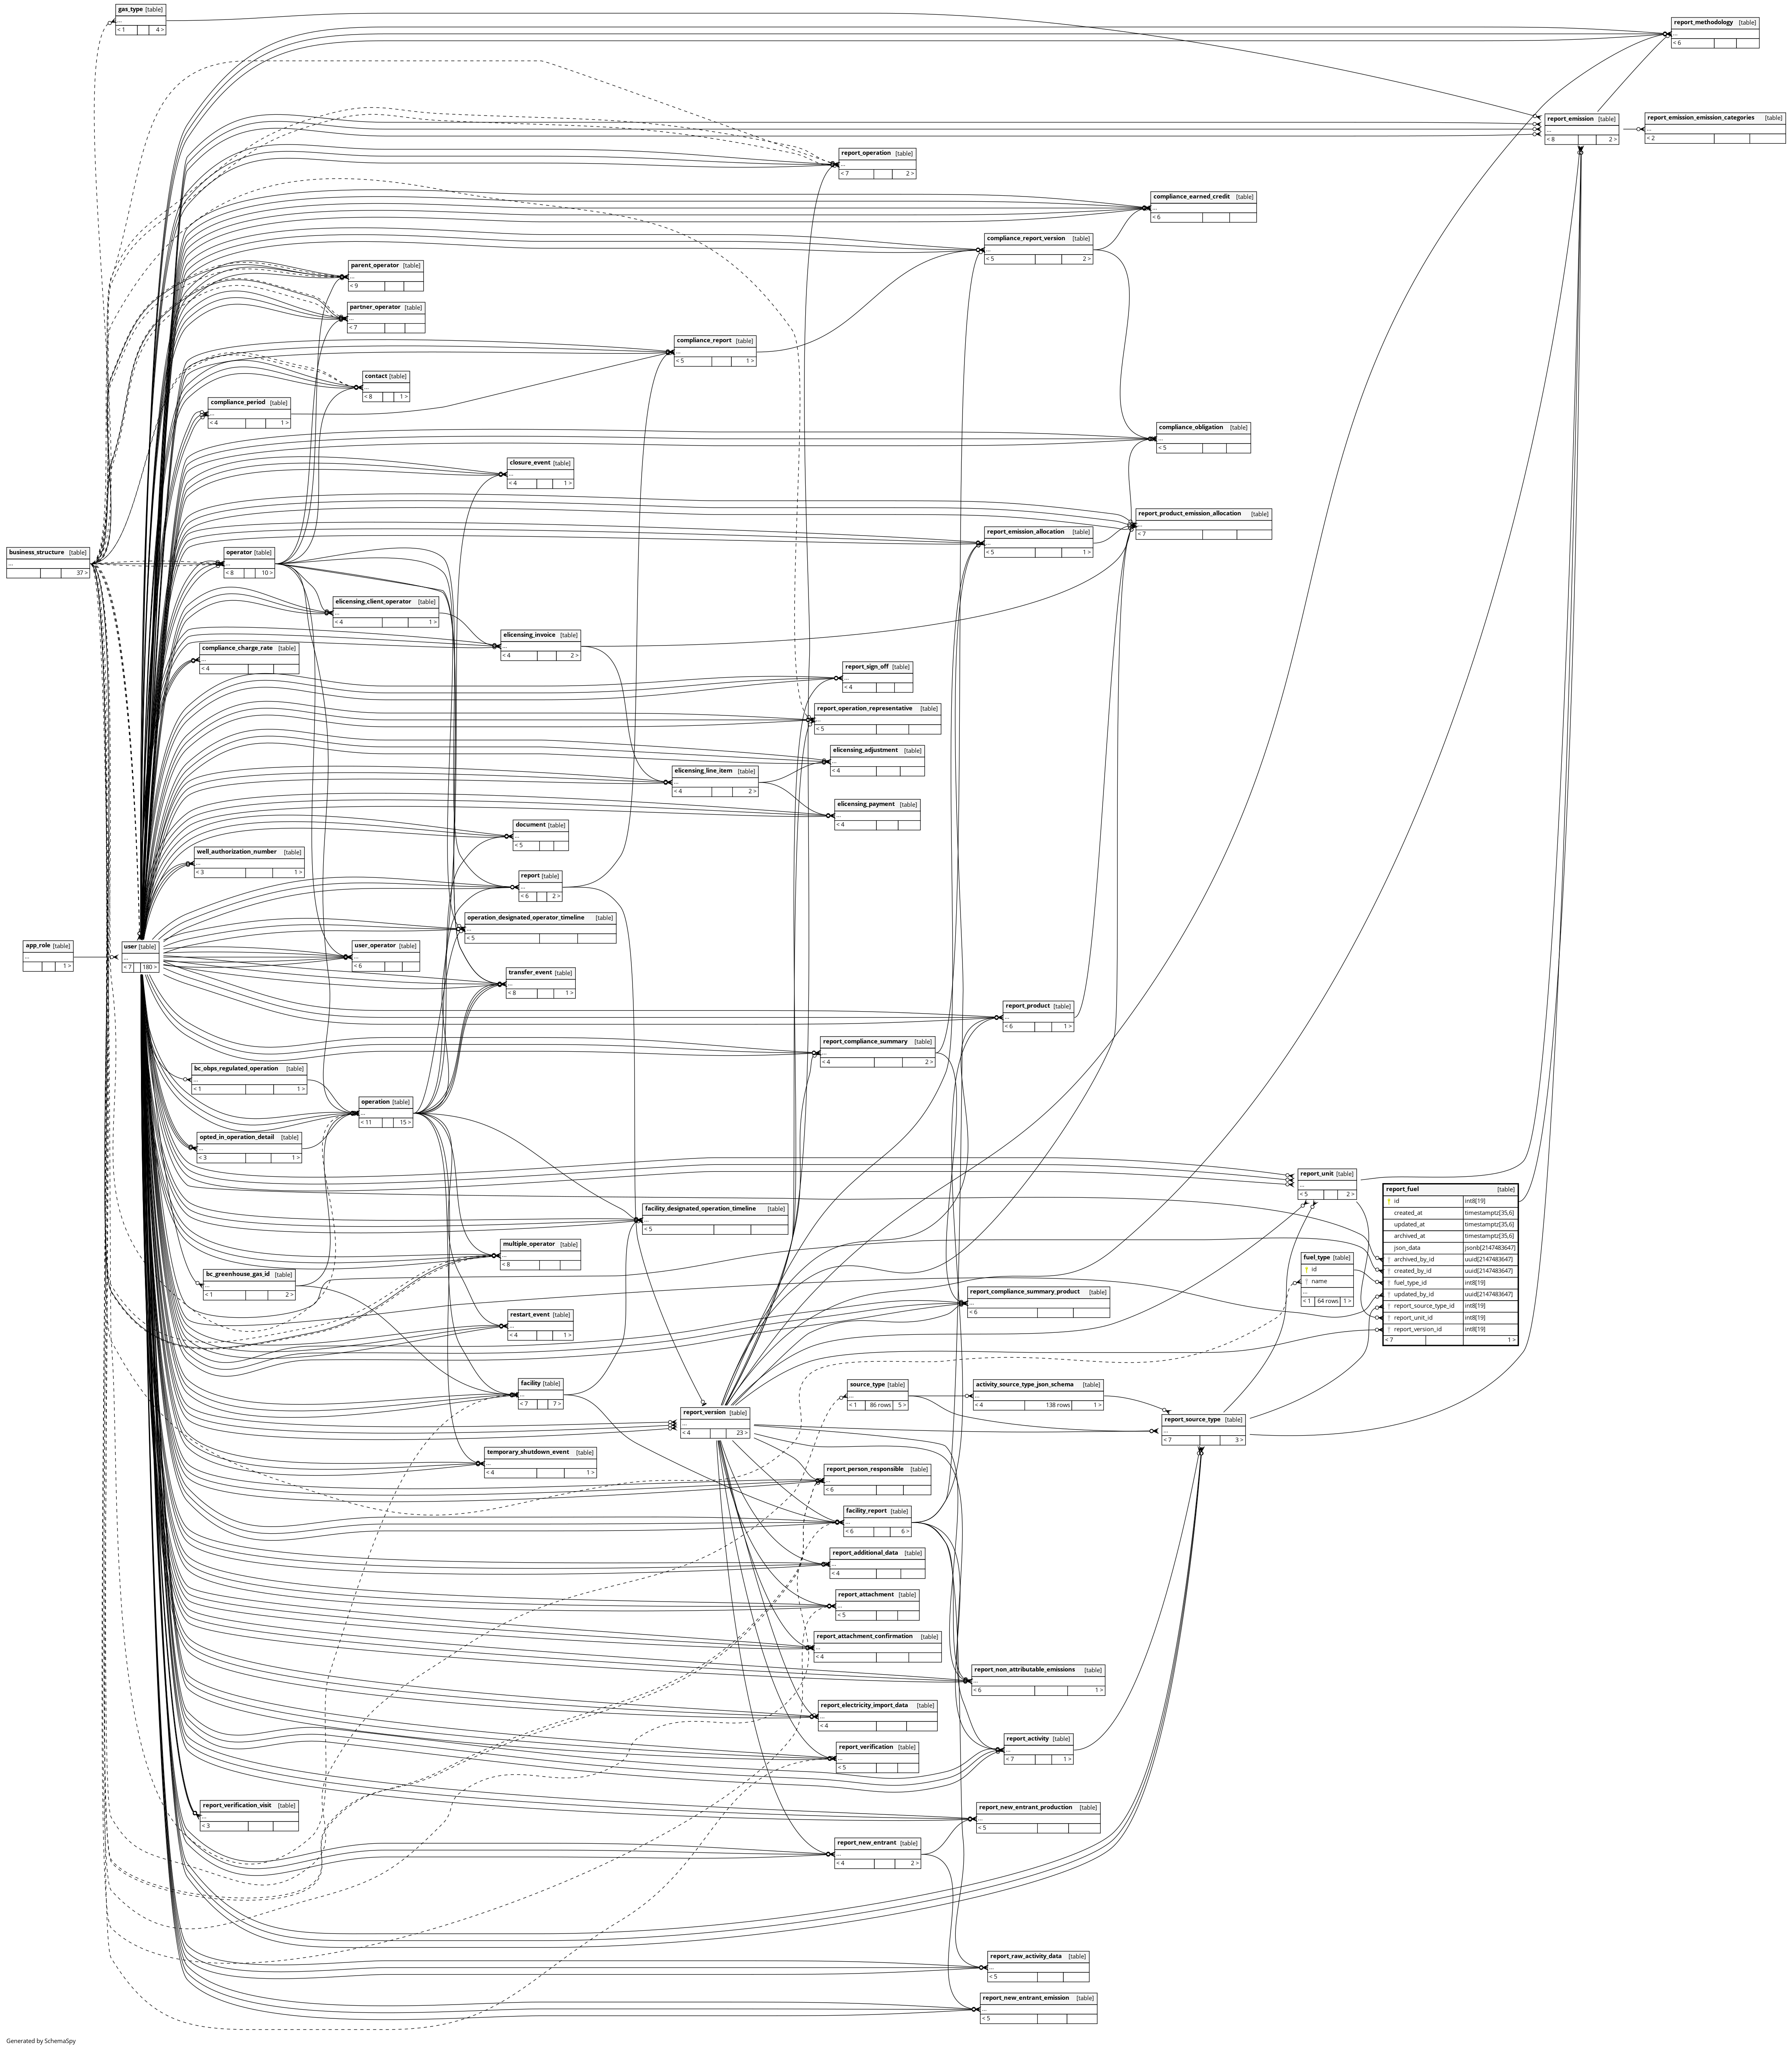 gas_type [table]
...
< 1 4 >
report_methodology [table]
...
< 6
report_emission [table]
...
< 8 2 >
report_emission_emission_categories [table]
...
< 2
report_operation [table]
...
< 7 2 >
compliance_earned_credit [table]
...
< 6
compliance_report_version [table]
...
< 5 2 >
parent_operator [table]
...
< 9
partner_operator [table]
...
< 7
compliance_report [table]
...
< 5 1 >
contact [table]
...
< 8 1 >
compliance_period [table]
...
< 4 1 >
compliance_obligation [table]
...
< 5
closure_event [table]
...
< 4 1 >
report_product_emission_allocation [table]
...
< 7
report_emission_allocation [table]
...
< 5 1 >
business_structure [table]
...
37 >
operator [table]
...
< 8 10 >
elicensing_client_operator [table]
...
< 4 1 >
elicensing_invoice [table]
...
< 4 2 >
compliance_charge_rate [table]
...
< 4
report_sign_off [table]
...
< 4
report_operation_representative [table]
...
< 5
elicensing_adjustment [table]
...
< 4
elicensing_line_item [table]
...
< 4 2 >
elicensing_payment [table]
...
< 4
document [table]
...
< 5
well_authorization_number [table]
...
< 3 1 >
report [table]
...
< 6 2 >
operation_designated_operator_timeline [table]
...
< 5
app_role [table]
...
1 >
user [table]
...
< 7 180 >
user_operator [table]
...
< 6
transfer_event [table]
...
< 8 1 >
report_product [table]
...
< 6 1 >
report_compliance_summary [table]
...
< 4 2 >
bc_obps_regulated_operation [table]
...
< 1 1 >
operation [table]
...
< 11 15 >
opted_in_operation_detail [table]
...
< 3 1 >
report_unit [table]
...
< 5 2 >
report_fuel [table]
id int8[19]
created_at timestamptz[35,6]
updated_at timestamptz[35,6]
archived_at timestamptz[35,6]
json_data jsonb[2147483647]
archived_by_id uuid[2147483647]
created_by_id uuid[2147483647]
fuel_type_id int8[19]
updated_by_id uuid[2147483647]
report_source_type_id int8[19]
report_unit_id int8[19]
report_version_id int8[19]
< 7 1 >
facility_designated_operation_timeline [table]
...
< 5
multiple_operator [table]
...
< 8
fuel_type [table]
id
name
...
< 1 64 rows 1 >
bc_greenhouse_gas_id [table]
...
< 1 2 >
report_compliance_summary_product [table]
...
< 6
restart_event [table]
...
< 4 1 >
facility [table]
...
< 7 7 >
source_type [table]
...
< 1 86 rows 5 >
activity_source_type_json_schema [table]
...
< 4 138 rows 1 >
report_version [table]
...
< 4 23 >
report_source_type [table]
...
< 7 3 >
temporary_shutdown_event [table]
...
< 4 1 >
report_person_responsible [table]
...
< 6
facility_report [table]
...
< 6 6 >
report_additional_data [table]
...
< 4
report_attachment [table]
...
< 5
report_attachment_confirmation [table]
...
< 4
report_non_attributable_emissions [table]
...
< 6 1 >
report_electricity_import_data [table]
...
< 4
report_activity [table]
...
< 7 1 >
report_verification [table]
...
< 5
report_verification_visit [table]
...
< 3
report_new_entrant_production [table]
...
< 5
report_new_entrant [table]
...
< 4 2 >
report_raw_activity_data [table]
...
< 5
report_new_entrant_emission [table]
...
< 5
Generated by SchemaSpy